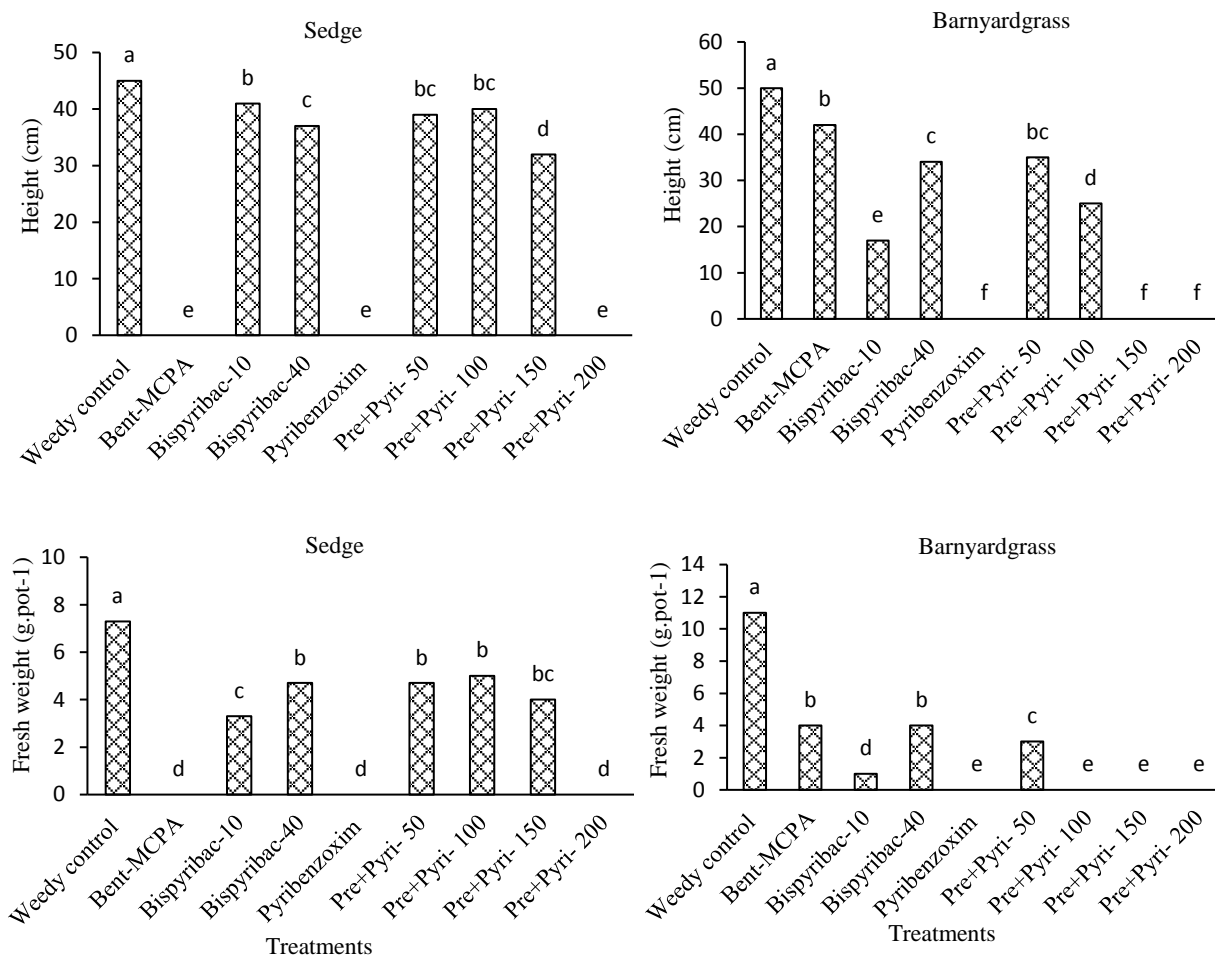 Sedge
Height (cm)
50
40
30
20
10
0
a
e
b
c
e
bc
bc
d
e
Weedy control
Bent-MCPA
Bispyribac-10
Bispyribac-40
Pyribenzoxim
Pre+Pyri- 50
Pre+Pyri- 100
Pre+Pyri- 150
Pre+Pyri- 200
Barnyardgrass
Height (cm)
60
50
40
30
20
10
0
a
b
e
c
f
bc
d
f
f
Weedy control
Bent-MCPA
Bispyribac-10
Bispyribac-40
Pyribenzoxim
Pre+Pyri- 50
Pre+Pyri- 100
Pre+Pyri- 150
Pre+Pyri- 200
Sedge
Fresh weight (g.pot-1)
10
8
6
4
2
0
a
d
c
b
d
b
b
bc
d
Weedy control
Bent-MCPA
Bispyribac-10
Bispyribac-40
Pyribenzoxim
Pre+Pyri- 50
Pre+Pyri- 100
Pre+Pyri- 150
Pre+Pyri- 200
Treatments
Barnyardgrass
Fresh weight (g.pot-1)
14
12
10
8
6
4
2
0
a
b
d
b
e
c
e
e
e
Weedy control
Bent-MCPA
Bispyribac-10
Bispyribac-40
Pyribenzoxim
Pre+Pyri- 50
Pre+Pyri- 100
Pre+Pyri- 150
Pre+Pyri- 200
Treatments